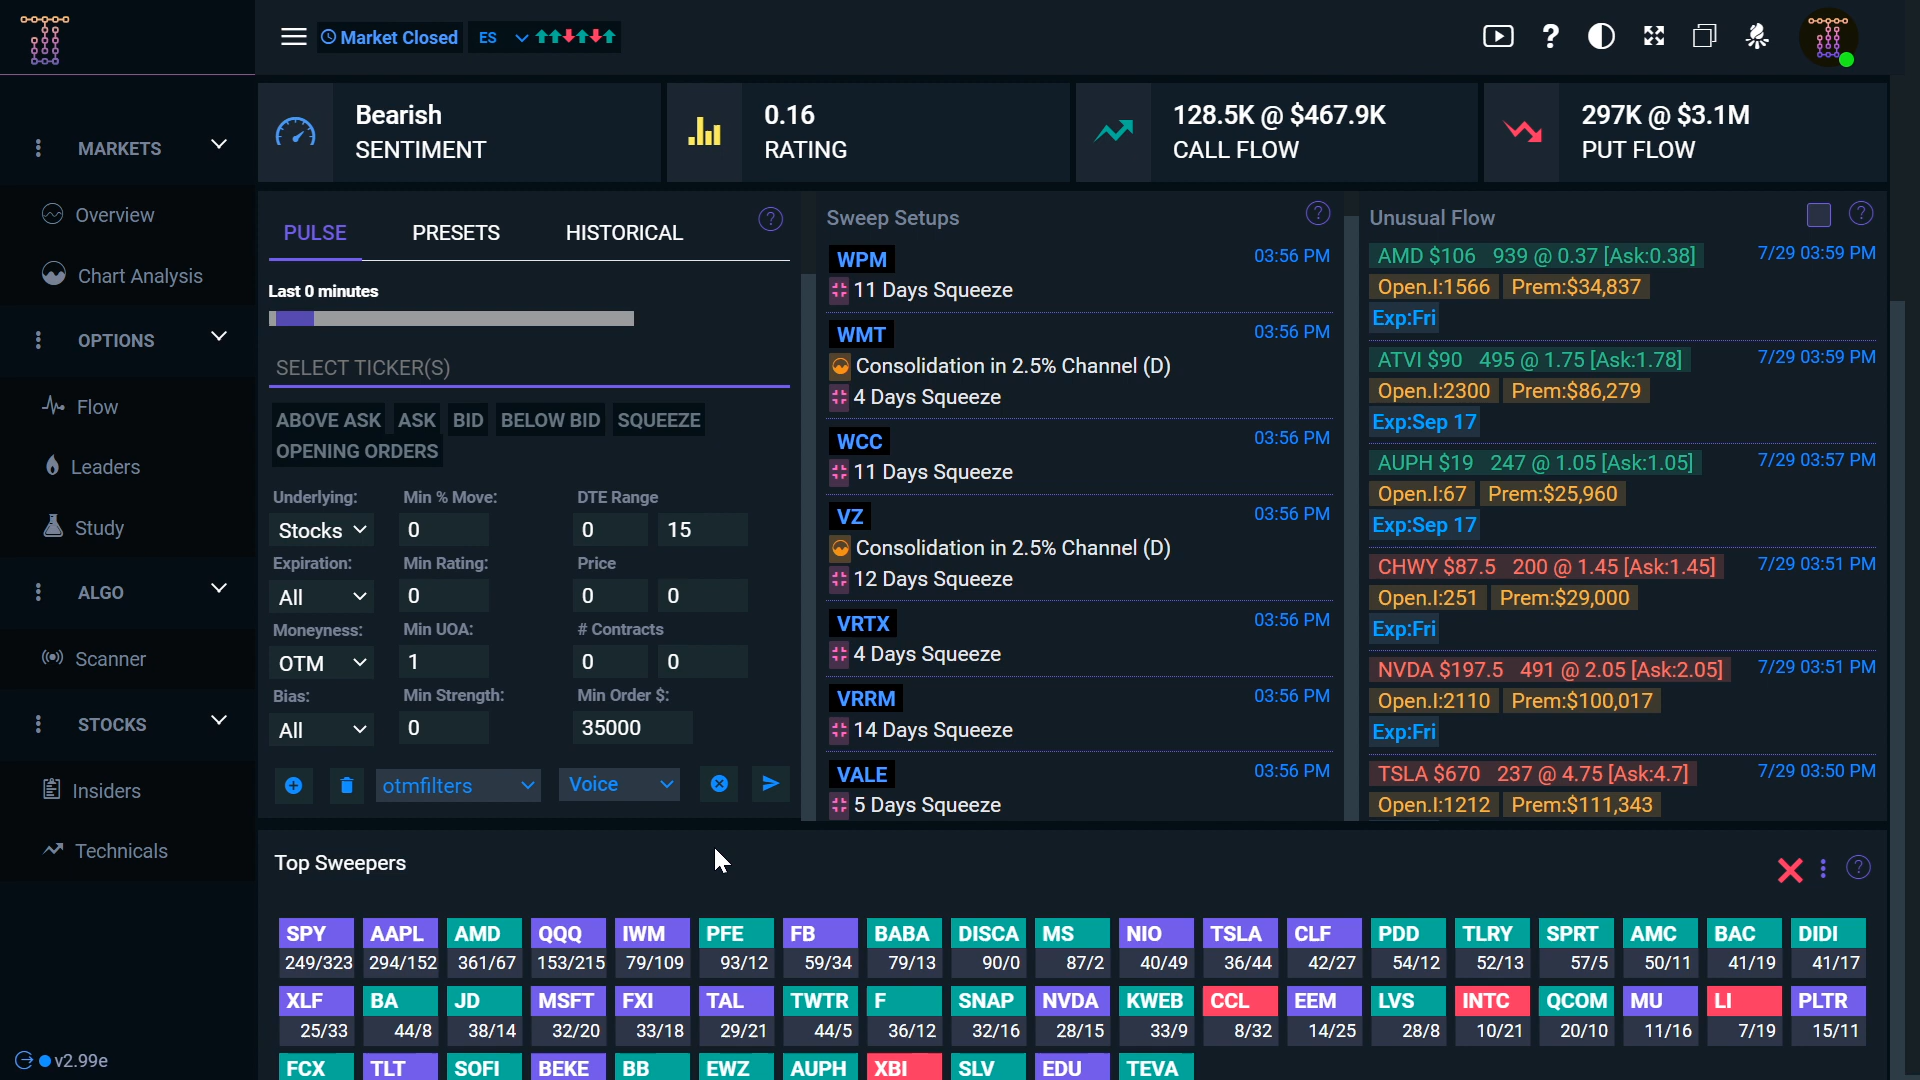 Market Closed ES
Bearish
SENTIMENT
0.16
RATING
128.5K @ $467.9K
CALL FLOW
297K @ $3.1M
PUT FLOW
MARKETS
Overview
Chart Analysis
OPTIONS
Flow
Leaders
Study
ALGO
Scanner
STOCKS
Insiders
Technicals
v2.99e
PULSE PRESETS HISTORICAL ?
Last 0 minutes
SELECT TICKER(S)
ABOVE ASK ASK BID BELOW BID SQUEEZE
OPENING ORDERS
Underlying: Min % Move: DTE Range
Stocks 0 0 15
Expiration: Min Rating: Price
All 0 0 0
Moneyness: Min UOA: # Contracts
OTM 1 0 0
Bias: Min Strength: Min Order $:
All 0 35000
otmfilters Voice
Sweep Setups ?
WPM 03:56 PM
11 Days Squeeze
WMT 03:56 PM
Consolidation in 2.5% Channel (D)
4 Days Squeeze
WCC 03:56 PM
11 Days Squeeze
VZ 03:56 PM
Consolidation in 2.5% Channel (D)
12 Days Squeeze
VRTX 03:56 PM
4 Days Squeeze
VRRM 03:56 PM
14 Days Squeeze
VALE 03:56 PM
5 Days Squeeze
Unusual Flow ?
AMD $106 939 @ 0.37 [Ask:0.38] 7/29 03:59 PM
Open.I:1566 Prem:$34,837
Exp:Fri
ATVI $90 495 @ 1.75 [Ask:1.78] 7/29 03:59 PM
Open.I:2300 Prem:$86,279
Exp:Sep 17
AUPH $19 247 @ 1.05 [Ask:1.05] 7/29 03:57 PM
Open.I:67 Prem:$25,960
Exp:Sep 17
CHWY $87.5 200 @ 1.45 [Ask:1.45] 7/29 03:51 PM
Open.I:251 Prem:$29,000
Exp:Fri
NVDA $197.5 491 @ 2.05 [Ask:2.05] 7/29 03:51 PM
Open.I:2110 Prem:$100,017
Exp:Fri
TSLA $670 237 @ 4.75 [Ask:4.7] 7/29 03:50 PM
Open.I:1212 Prem:$111,343
Top Sweepers ?
SPY AAPL AMD QQQ IWM PFE FB BABA DISCA MS NIO TSLA CLF PDD TLRY SPRT AMC BAC DIDI
249/323 294/152 361/67 153/215 79/109 93/12 59/34 79/13 90/0 87/2 40/49 36/44 42/27 54/12 52/13 57/5 50/11 41/19 41/17
XLF BA JD MSFT FXI TAL TWTR F SNAP NVDA KWEB CCL EEM LVS INTC QCOM MU LI PLTR
25/33 44/8 38/14 32/20 33/18 29/21 44/5 36/12 32/16 28/15 33/9 8/32 14/25 28/8 10/21 20/10 11/16 7/19 15/11
FCX TLT SOFI BEKE BB EWZ AUPH XBI SLV EDU TEVA